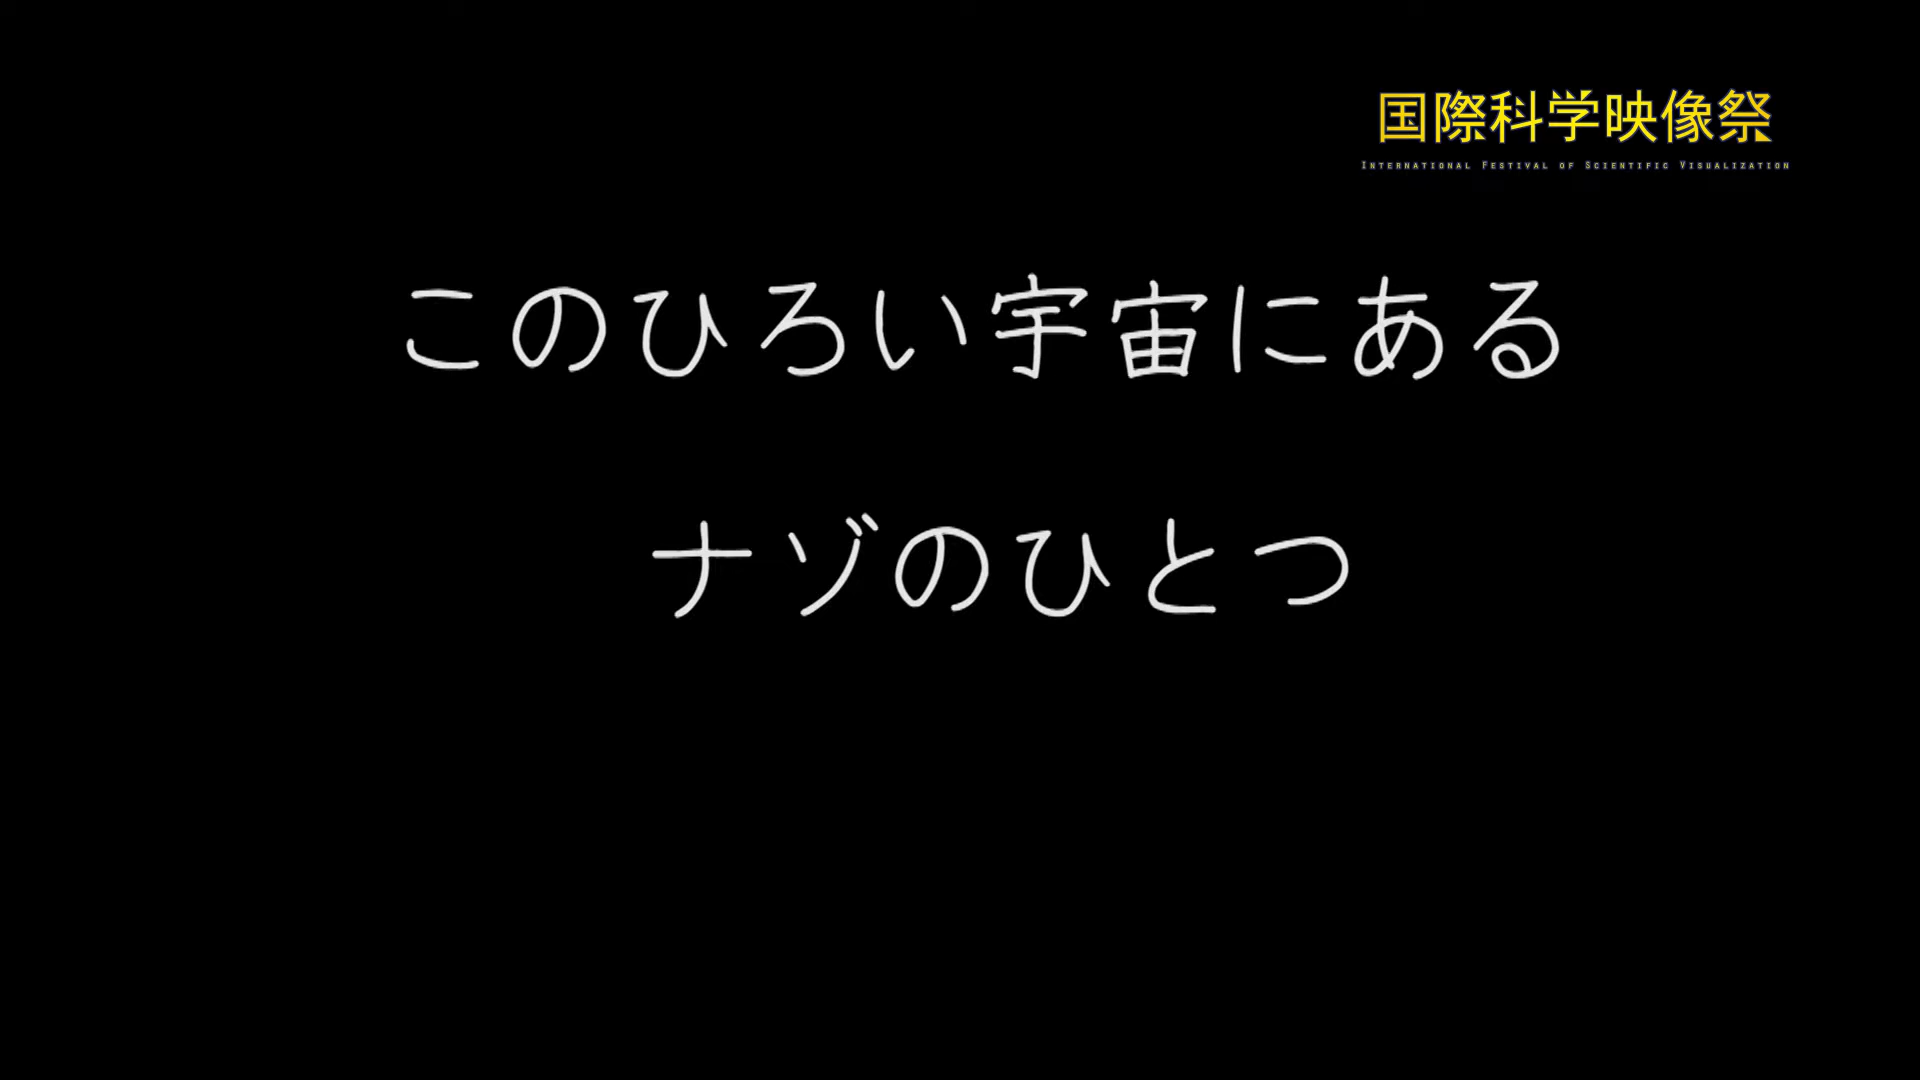 国際科学映像祭
International Festival of Scientific Visualization
このひろい宇宙にある
ナゾのひとつ